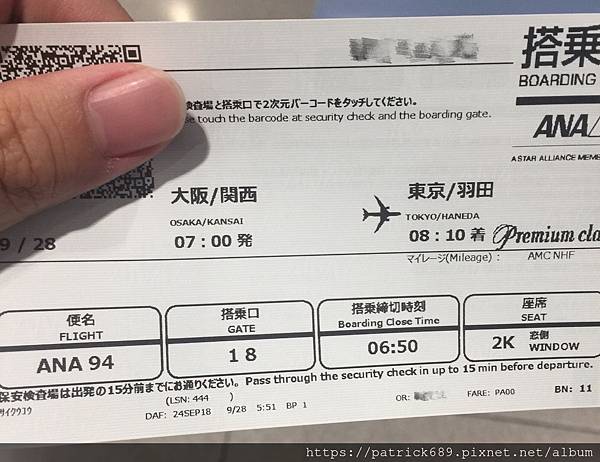 搭乗
BOARDING
検査場と搭乗口で2次元バーコードをタッチしてください。
touch the barcode at security check and the boarding gate.
ANA
A STAR ALLIANCE MEMB
大阪/関西
OSAKA/KANSAI
東京/羽田
TOKYO/HANEDA
9 / 28
07:00 発
08:10 着
Premium cla
マイレージ(Mileage) : AMC NHF
便名
FLIGHT
ANA 94
搭乗口
GATE
18
搭乗締切時刻
Boarding Close Time
06:50
座席
SEAT
2K 窓側
WINDOW
保安検査場は出発の15分前までにお通りください。Pass through the security check in up to 15 min before departure.
サイクウコウ
(LSN: 444 )
DAF: 24SEP18 9/28 5:51 BP 1
OR:
FARE: PA00
BN: 11
https://patrick689.pixnet.net/album